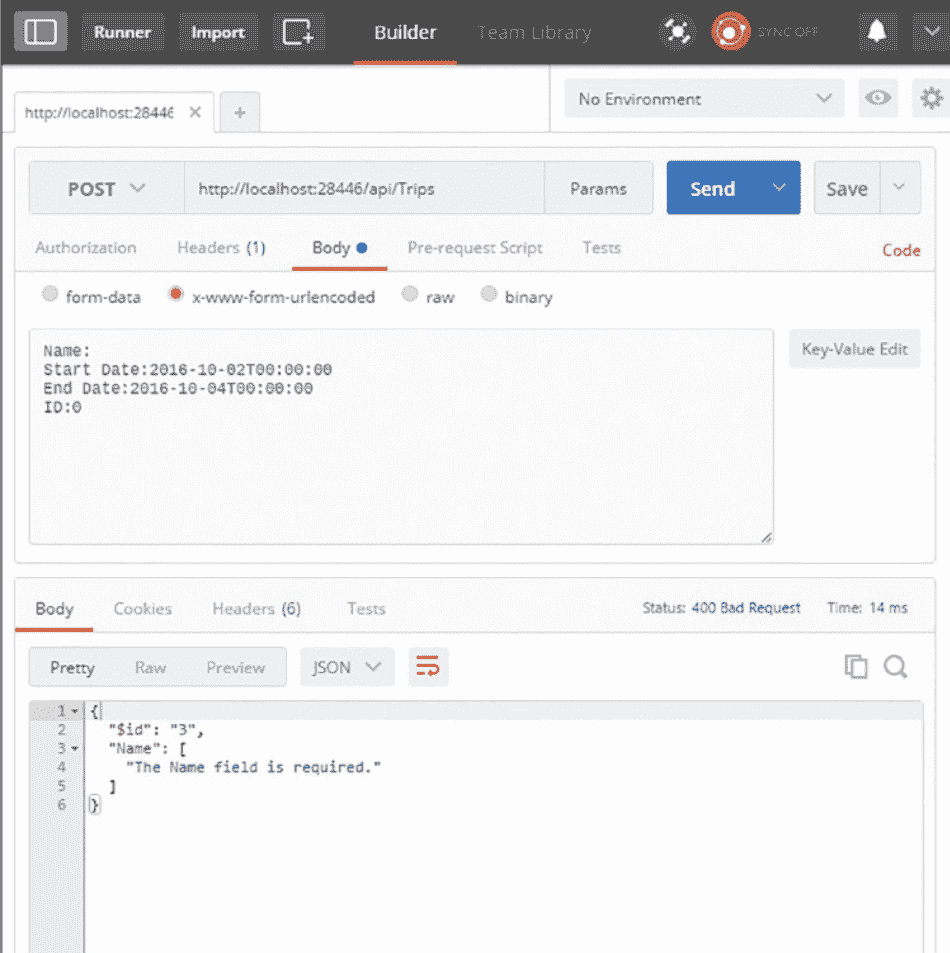 Runner Import Builder Team Library SYNC OFF
http://localhost:28446 No Environment
POST http://localhost:28446/api/Trips Params Send Save
Authorization Headers (1) Body Pre-request Script Tests Code
form-data x-www-form-urlencoded raw binary
Name: Key-Value Edit
Start Date:2016-10-02T00:00:00
End Date:2016-10-04T00:00:00
ID:0
Body Cookies Headers (6) Tests Status: 400 Bad Request Time: 14 ms
Pretty Raw Preview JSON
1 {
2 "$id": "3",
3 "Name": [
4 "The Name field is required."
5 ]
6 }